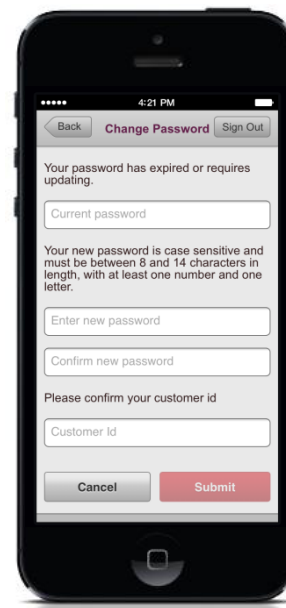 4:21 PM
Back Change Password Sign Out
Your password has expired or requires
updating.
Current password
Your new password is case sensitive and
must be between 8 and 14 characters in
length, with at least one number and one
letter.
Enter new password
Confirm new password
Please confirm your customer id
Customer Id
Cancel Submit